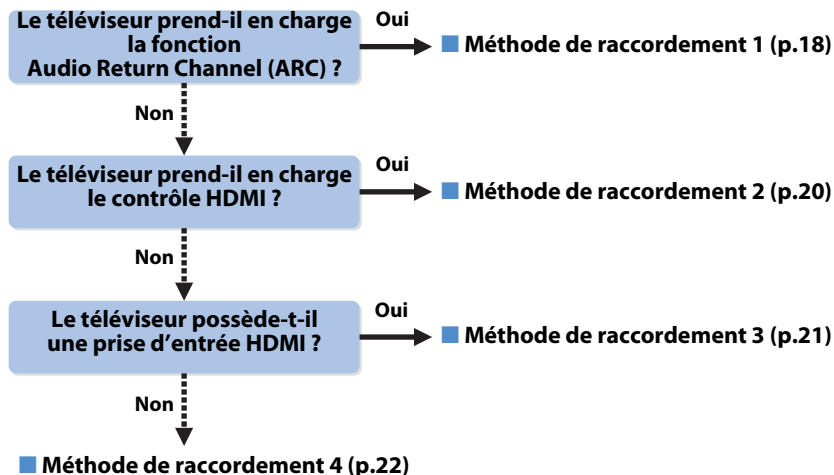 Le téléviseur prend-il en charge
la fonction
Audio Return Channel (ARC) ?
Oui
■ Méthode de raccordement 1 (p.18)
Non
Le téléviseur prend-il en charge
le contrôle HDMI ?
Oui
■ Méthode de raccordement 2 (p.20)
Non
Le téléviseur possède-t-il
une prise d’entrée HDMI ?
Oui
■ Méthode de raccordement 3 (p.21)
Non
■ Méthode de raccordement 4 (p.22)